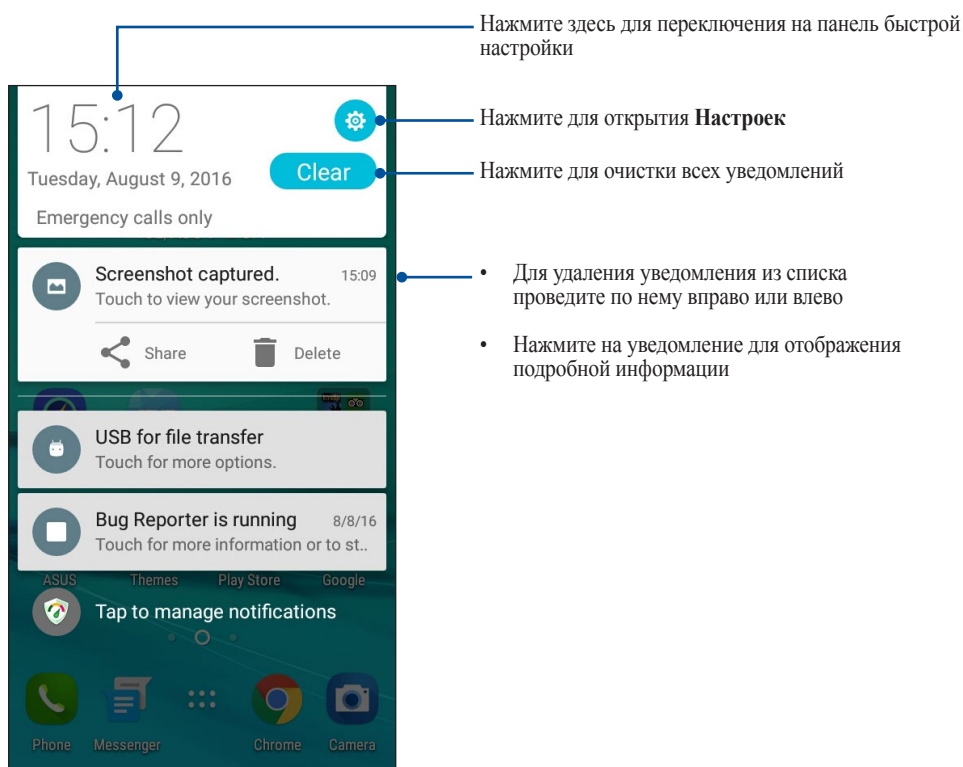 Нажмите здесь для переключения на панель быстрой
настройки
15:12
Нажмите для открытия Настроек
Clear
Нажмите для очистки всех уведомлений
Tuesday, August 9, 2016
Emergency calls only
Screenshot captured. 15:09
Touch to view your screenshot.
Share Delete
• Для удаления уведомления из списка
проведите по нему вправо или влево
• Нажмите на уведомление для отображения
подробной информации
USB for file transfer
Touch for more options.
Bug Reporter is running 8/8/16
Touch for more information or to st..
ASUS Themes Play Store Google
Tap to manage notifications
Phone Messenger Chrome Camera